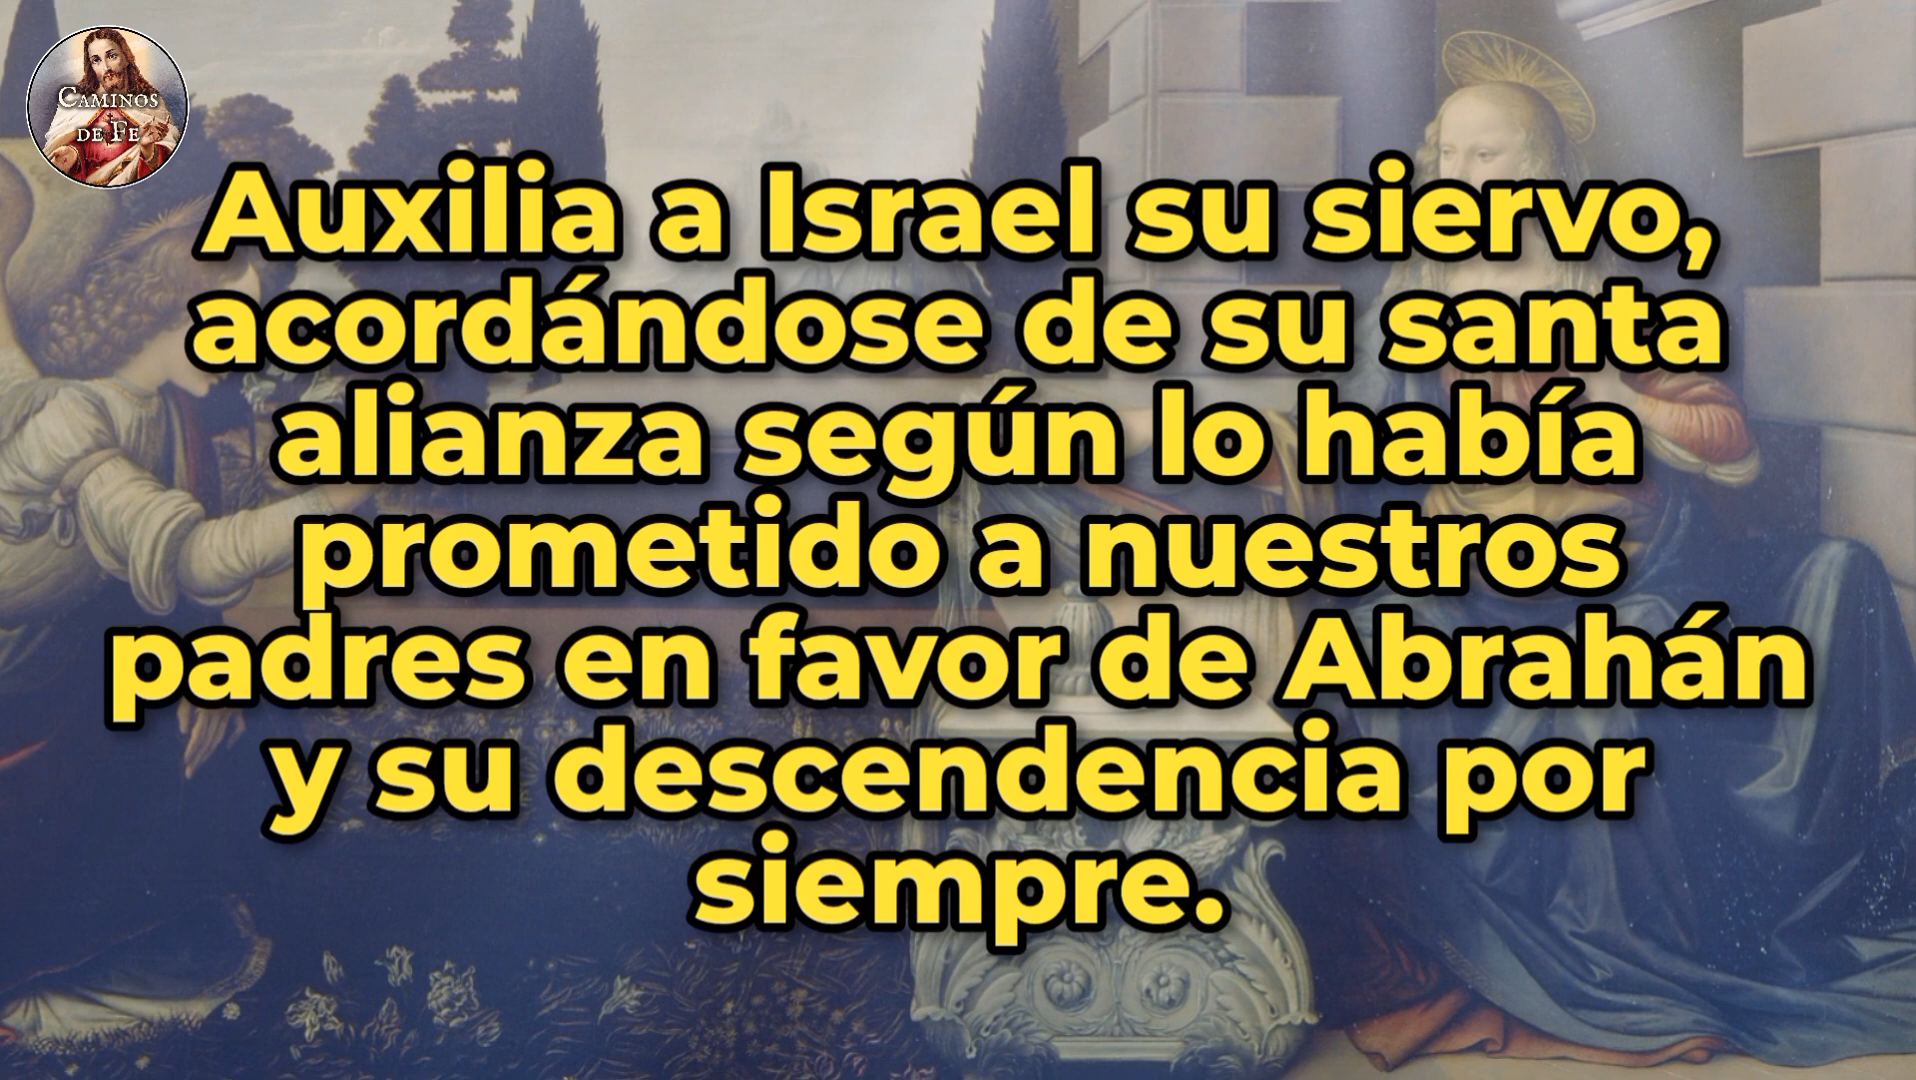 CAMINOS
DE FE
Auxilia a Israel su siervo,
acordándose de su santa
alianza según lo había
prometido a nuestros
padres en favor de Abrahán
y su descendencia por
siempre.